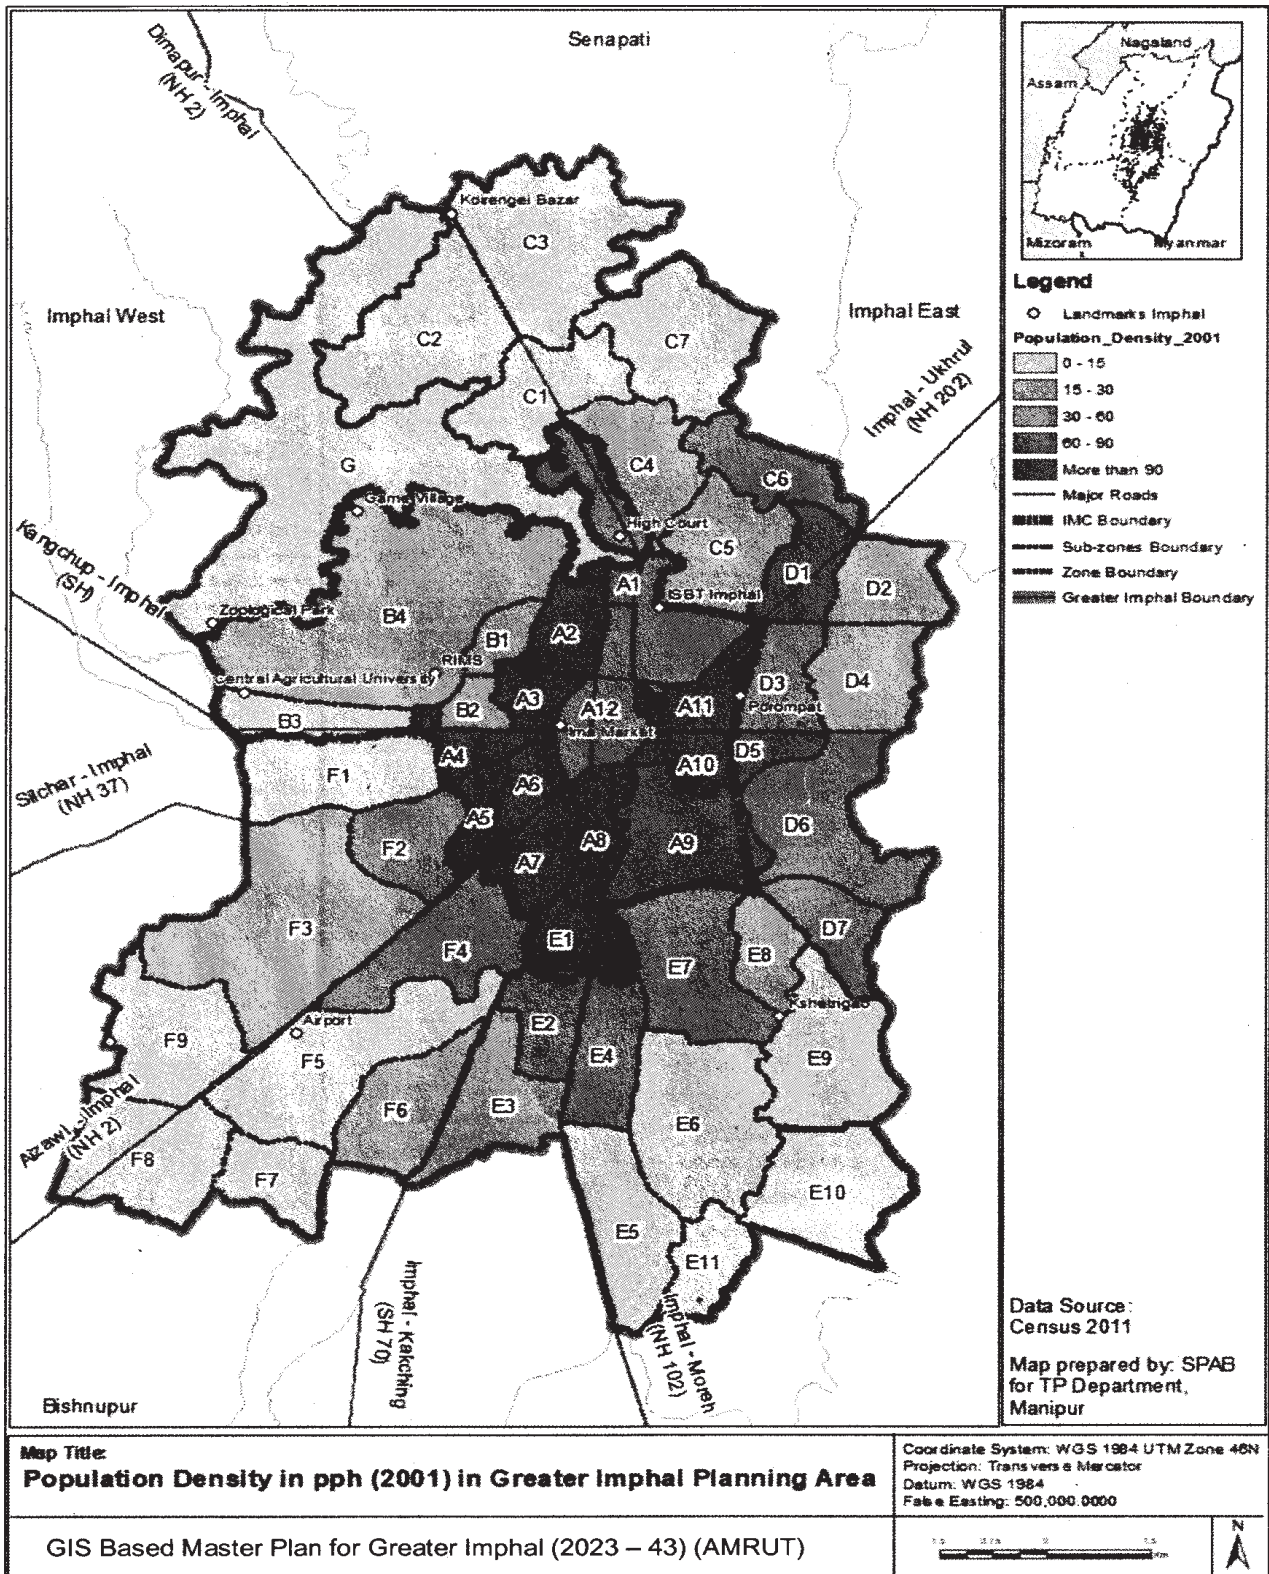 Senapati
Dimapur - Imphal
(NH 2)
Nagaland
Assam
Mizoram
Myanmar
Koirengei Bazar
C3
Imphal West
Imphal East
C2
C7
C1
Imphal - Ukhrul
(NH 202)
Legend
Landmarks Imphal
Population_Density_2001
0 - 15
15 - 30
30 - 60
60 - 90
More than 90
Major Roads
IMC Boundary
Sub-zones Boundary
Zone Boundary
Greater Imphal Boundary
G
C4
C6
Game Village
High Court
C5
Kangchup - Imphal
(SH)
A1
D1
D2
ISBT Imphal
Zoological Park
B4
B1
A2
RIMS
Central Agricultural University
D3
D4
A3
A11
B2
A12
Porompat
B3
Ima Market
A4
D5
A10
Silchar - Imphal
(NH 37)
F1
A6
A5
D6
F2
A8
A9
A7
F3
F4
E1
D7
E8
E7
Kshetrigao
Airport
E2
F9
F5
E4
E9
F6
E3
E6
Aizawl - Imphal
(NH 2)
F8
F7
E10
E5
E11
Imphal - Kakching
(SH 70)
Imphal - Moreh
(NH 102)
Bishnupur
Data Source:
Census 2011
Map prepared by: SPAB
for TP Department,
Manipur
Map Title:
Population Density in pph (2001) in Greater Imphal Planning Area
Coordinate System: WGS 1984 UTM Zone 46N
Projection: Transverse Mercator
Datum: WGS 1984
False Easting: 500,000.0000
GIS Based Master Plan for Greater Imphal (2023 – 43) (AMRUT)
N